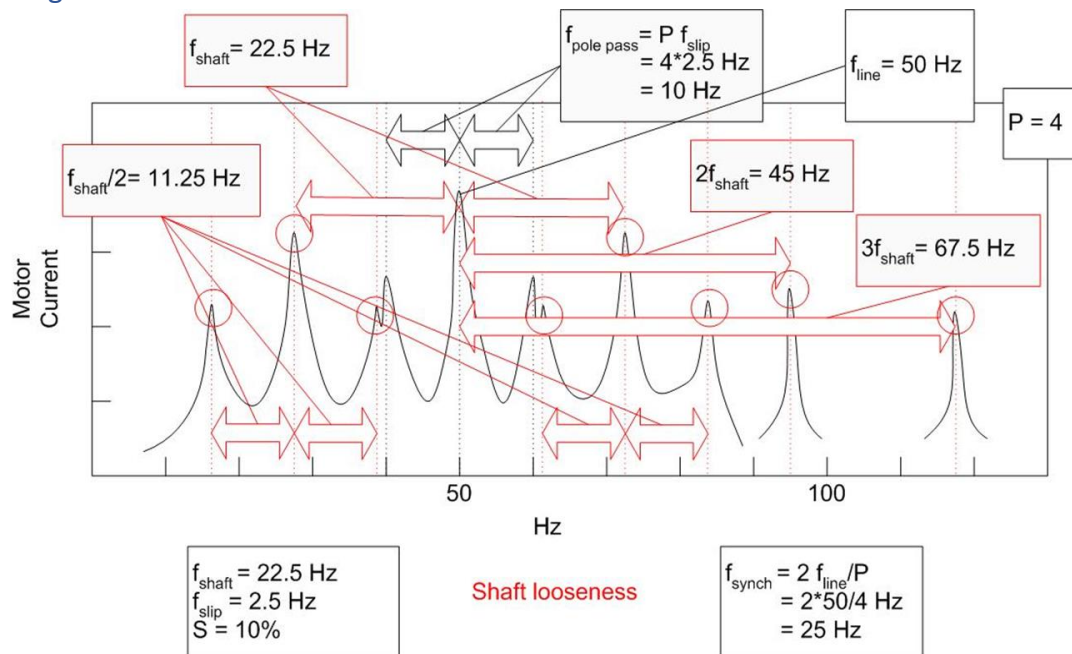 f_shaft= 22.5 Hz
f_pole pass= P f_slip
= 4*2.5 Hz
= 10 Hz
f_line= 50 Hz
P = 4
f_shaft/2= 11.25 Hz
2f_shaft= 45 Hz
3f_shaft= 67.5 Hz
Motor
Current
50
100
Hz
f_shaft= 22.5 Hz
f_slip = 2.5 Hz
S = 10%
Shaft looseness
f_synch = 2 f_line/P
= 2*50/4 Hz
= 25 Hz